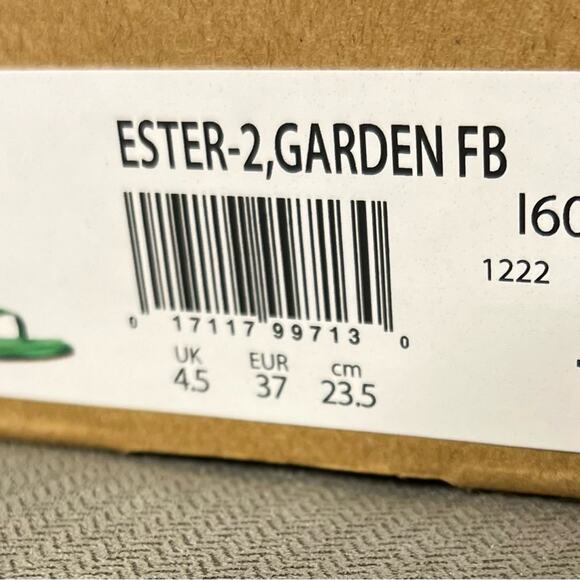 ESTER-2,GARDEN FB
I60
1222
0 17117 99713 0
UK EUR cm
4.5 37 23.5